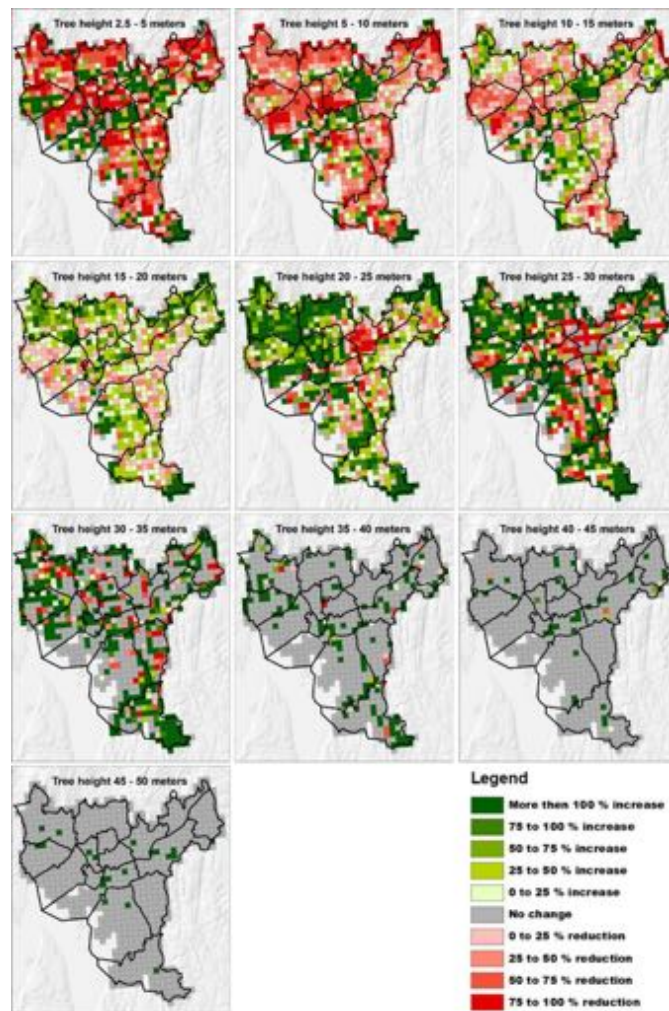 Tree height 2.5 - 5 meters
Tree height 5 - 10 meters
Tree height 10 - 15 meters
Tree height 15 - 20 meters
Tree height 20 - 25 meters
Tree height 25 - 30 meters
Tree height 30 - 35 meters
Tree height 35 - 40 meters
Tree height 40 - 45 meters
Tree height 45 - 50 meters
Legend
More then 100 % increase
75 to 100 % increase
50 to 75 % increase
25 to 50 % increase
0 to 25 % increase
No change
0 to 25 % reduction
25 to 50 % reduction
50 to 75 % reduction
75 to 100 % reduction